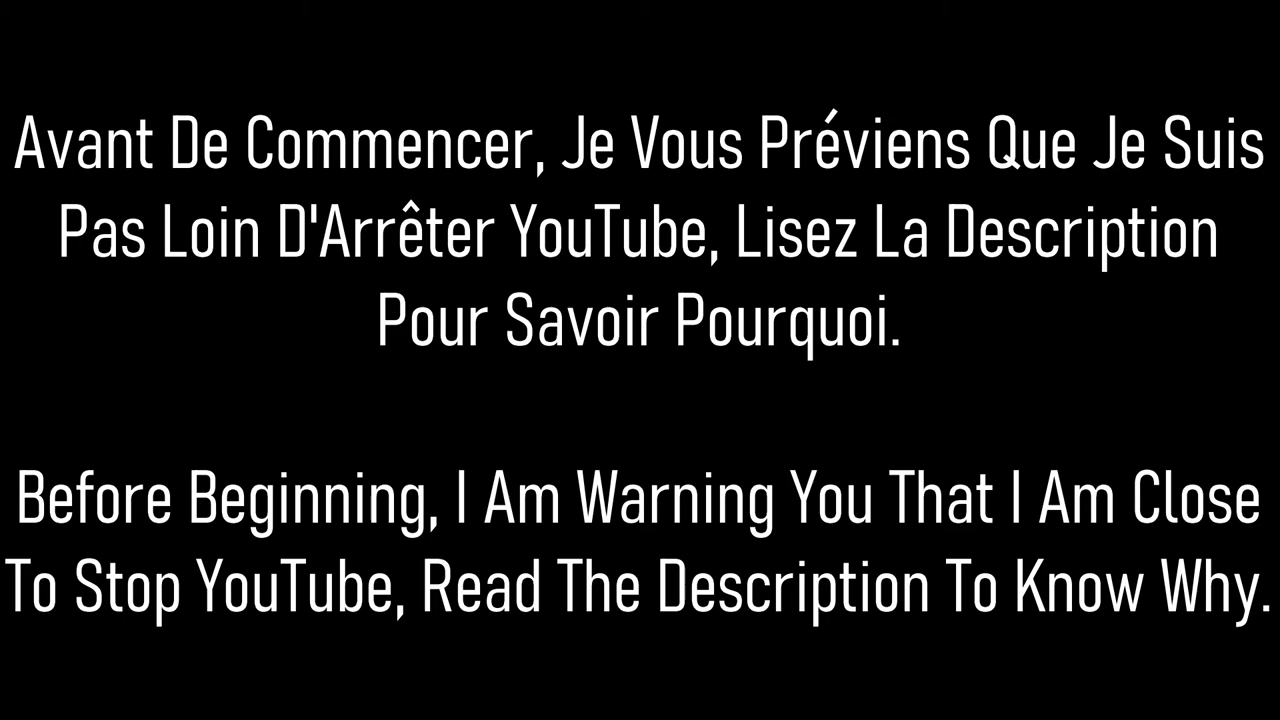 Avant De Commencer, Je Vous Préviens Que Je Suis
Pas Loin D'Arrêter YouTube, Lisez La Description
Pour Savoir Pourquoi.
Before Beginning, I Am Warning You That I Am Close
To Stop YouTube, Read The Description To Know Why.